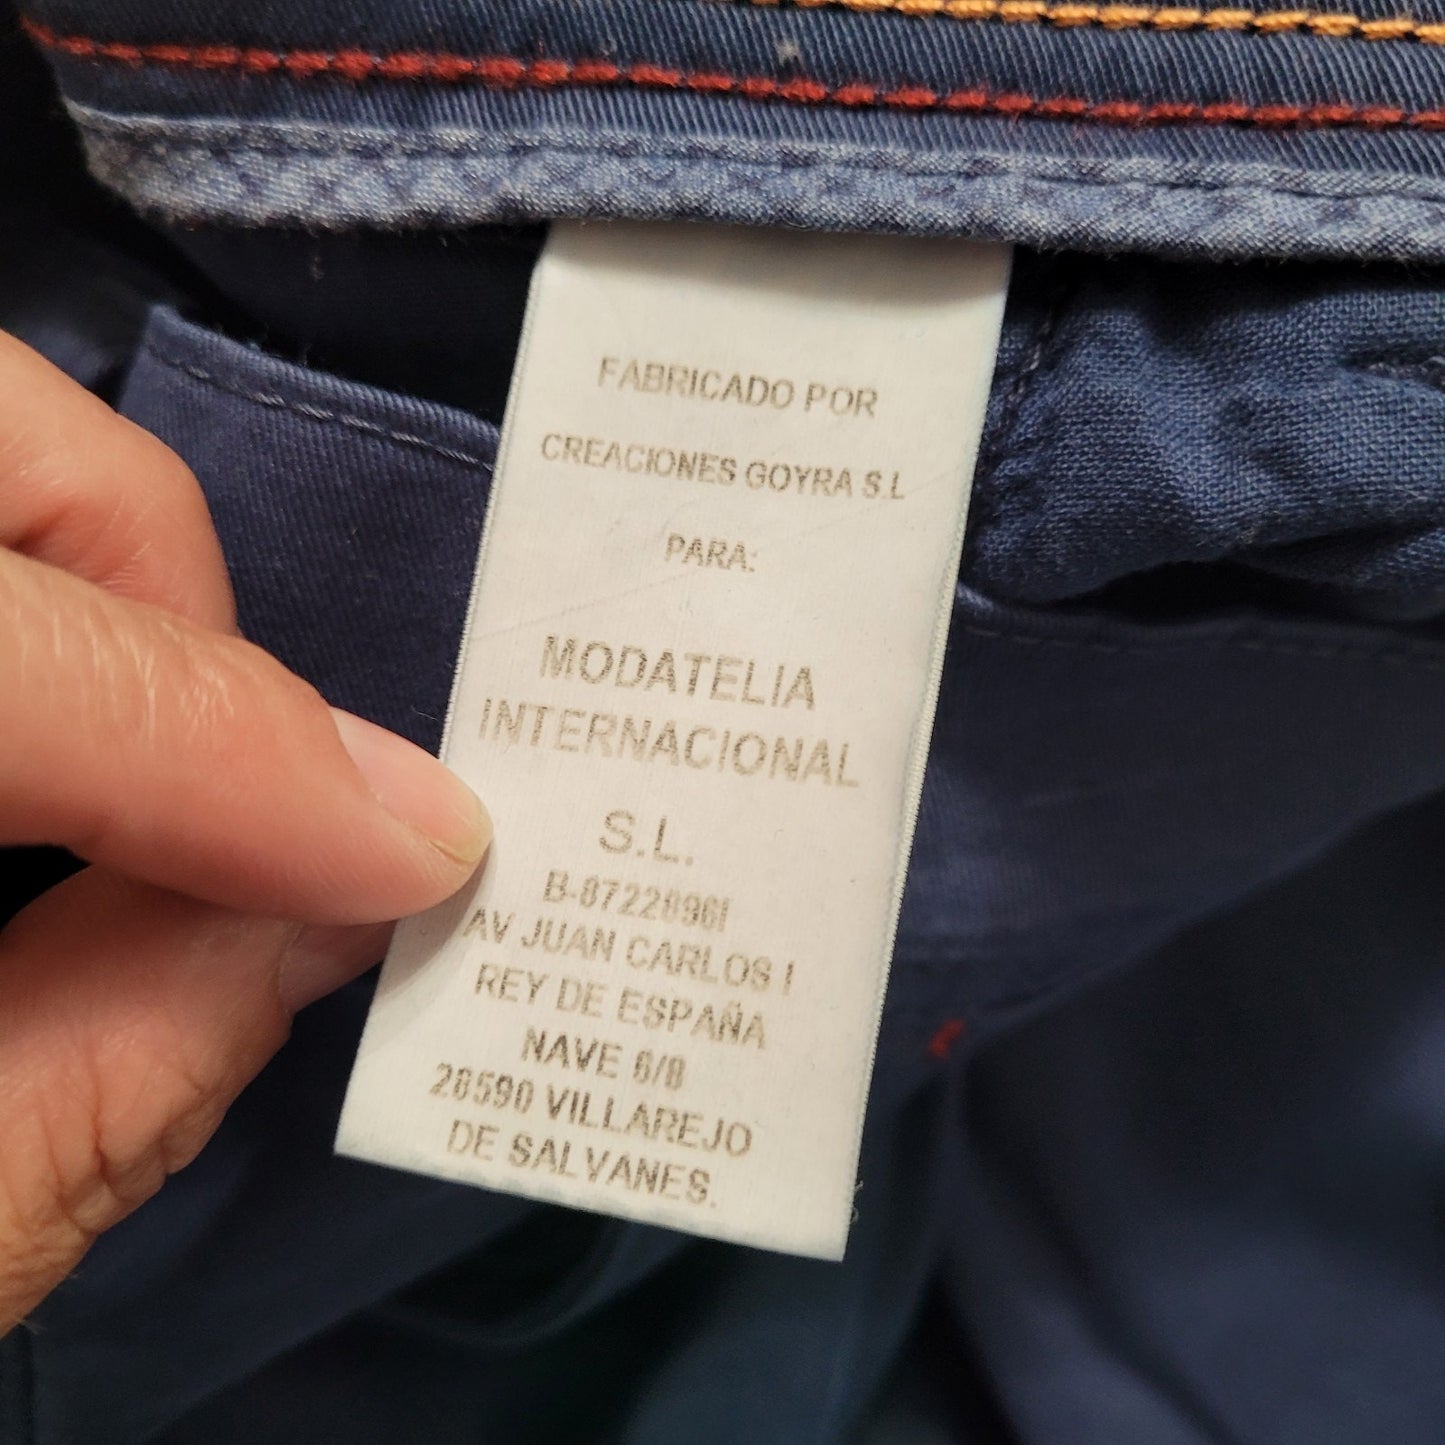 FABRICADO POR
CREACIONES GOYRA S.L
PARA:
MODATELIA
INTERNACIONAL
S.L.
B-87228961
AV JUAN CARLOS I
REY DE ESPAÑA
NAVE 6/8
28590 VILLAREJO
DE SALVANES.